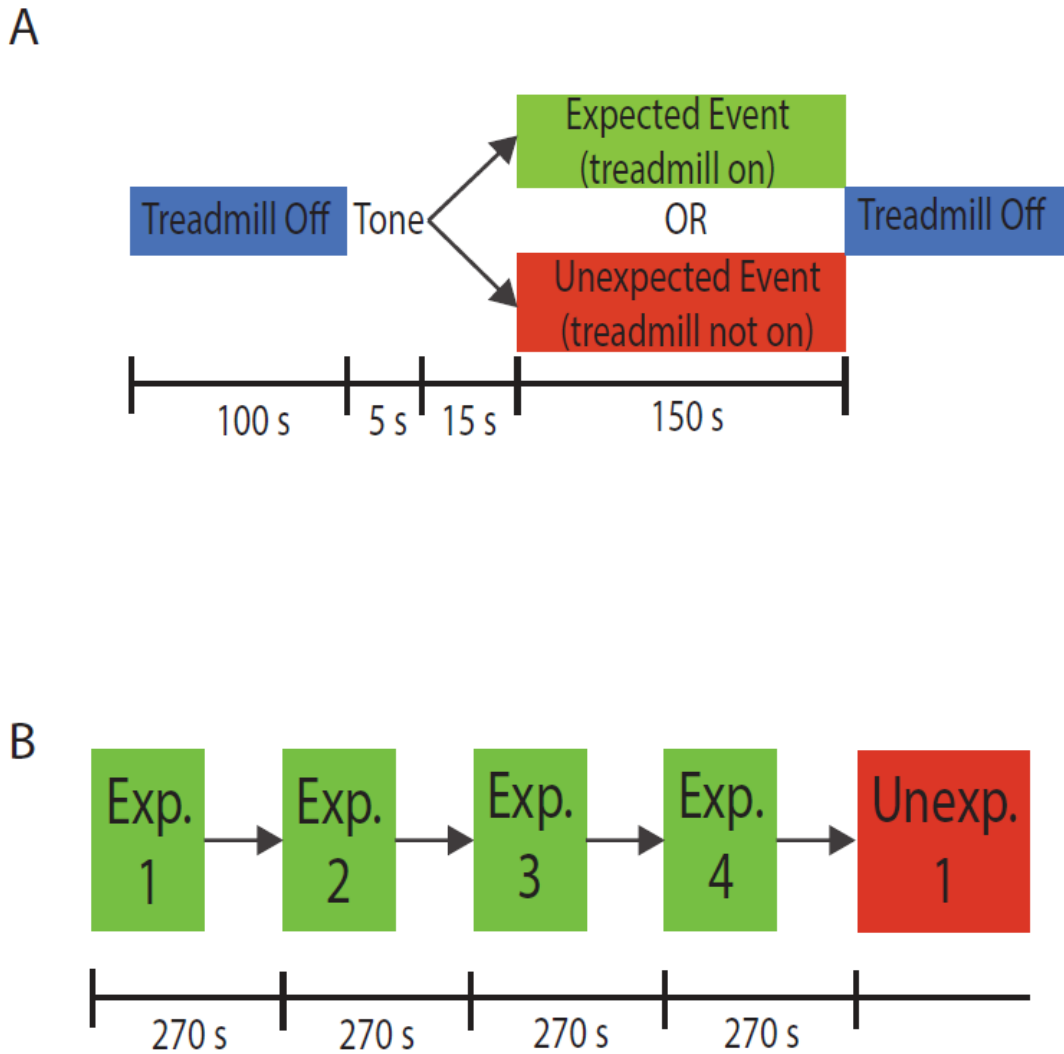 A
Expected Event
(treadmill on)
Treadmill Off
Tone
OR
Treadmill Off
Unexpected Event
(treadmill not on)
100 s
5 s
15 s
150 s
B
Exp.
1
Exp.
2
Exp.
3
Exp.
4
Unexp.
1
270 s
270 s
270 s
270 s